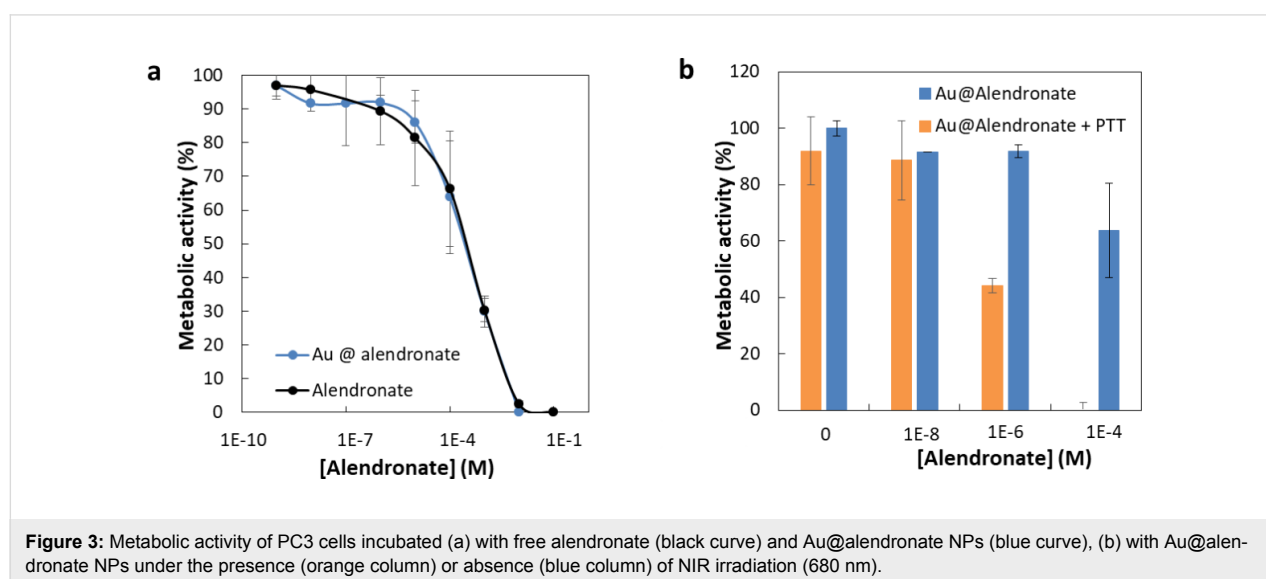 a
100
90
80
70
60
50
40
30
20
10
0
Metabolic activity (%)
Au @ alendronate
Alendronate
1E-10 1E-7 1E-4 1E-1
[Alendronate] (M)
b
120
100
80
60
40
20
0
Metabolic activity (%)
Au@Alendronate
Au@Alendronate + PTT
0 1E-8 1E-6 1E-4
[Alendronate] (M)
Figure 3: Metabolic activity of PC3 cells incubated (a) with free alendronate (black curve) and Au@alendronate NPs (blue curve), (b) with Au@alen-
dronate NPs under the presence (orange column) or absence (blue column) of NIR irradiation (680 nm).